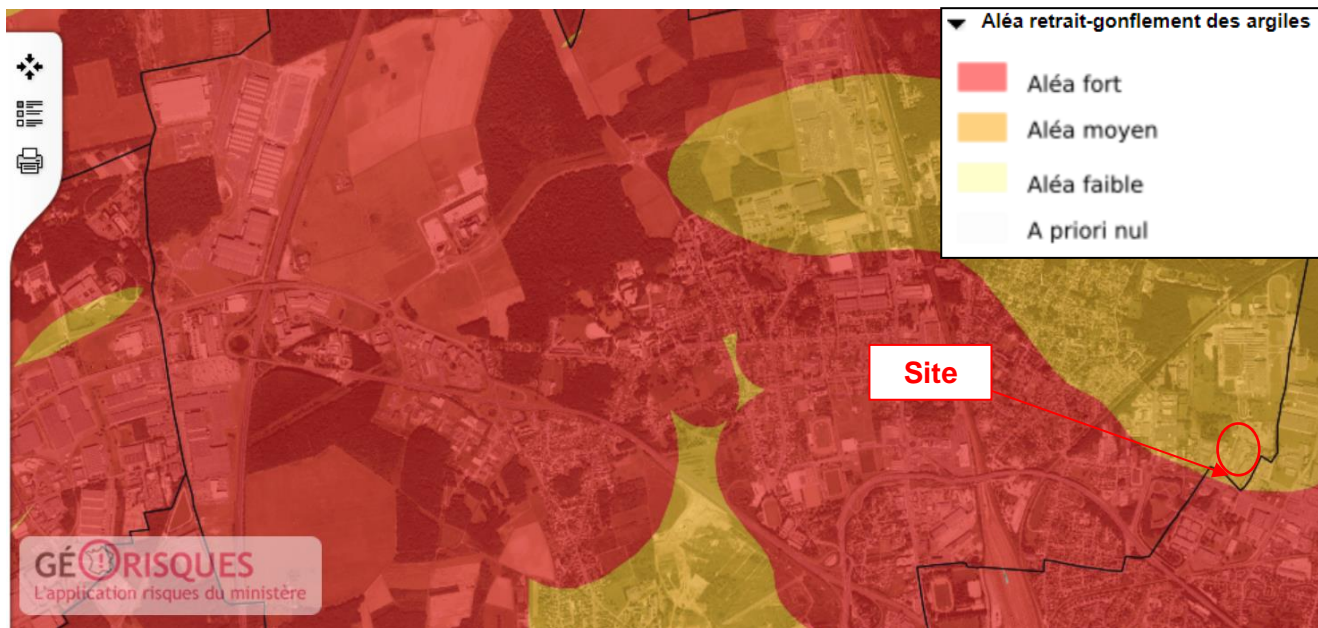 Aléa retrait-gonflement des argiles
Aléa fort
Aléa moyen
Aléa faible
A priori nul
Site
GÉORISQUES
L'application risques du ministère